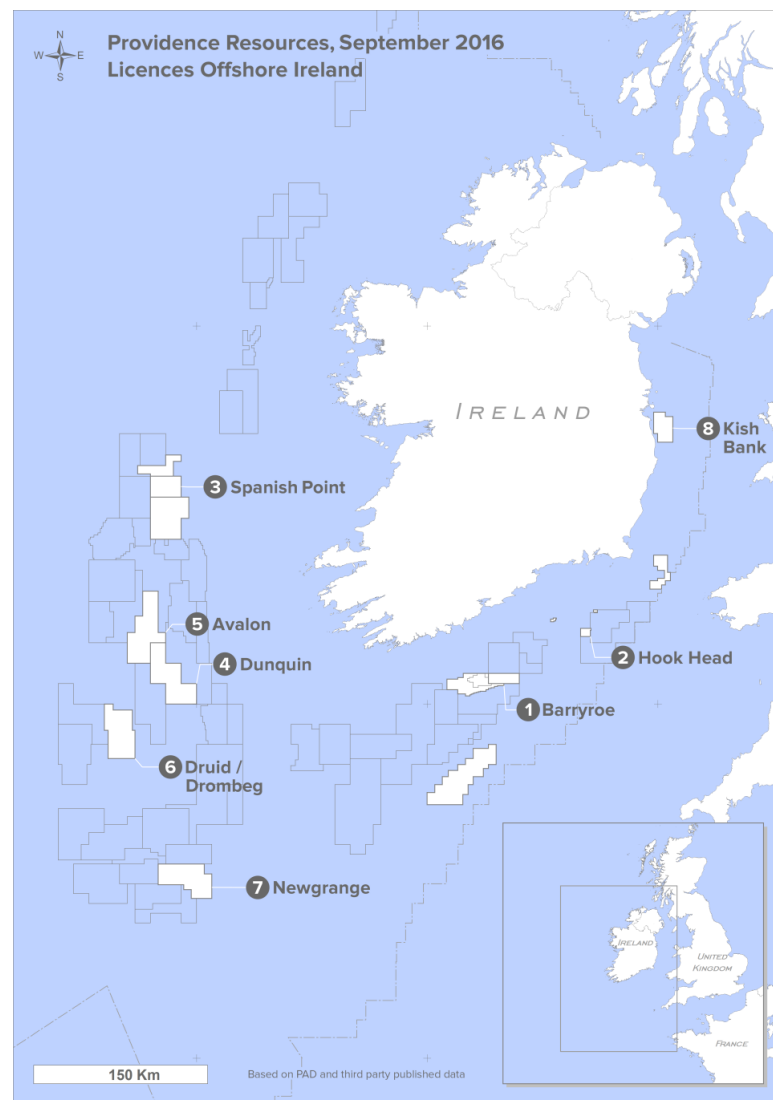 N
W E
S
Providence Resources, September 2016
Licences Offshore Ireland
IRELAND
8 Kish
Bank
3 Spanish Point
5 Avalon
4 Dunquin
2 Hook Head
1 Barryroe
6 Druid /
Drombeg
7 Newgrange
IRELAND
UNITED
KINGDOM
FRANCE
150 Km
Based on PAD and third party published data